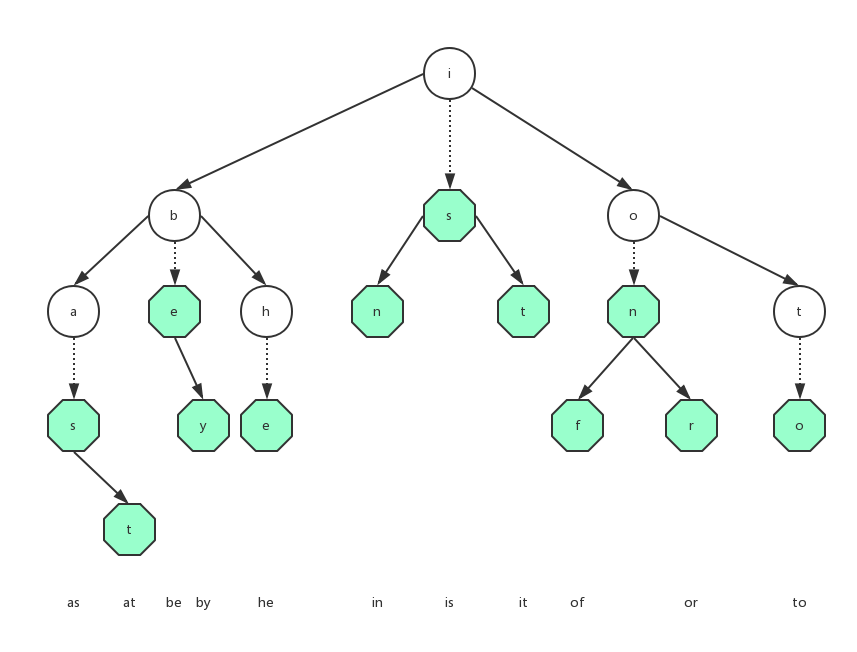 i
b s o
a e h n t n t
s y e f r o
t
as at be by he in is it of or to